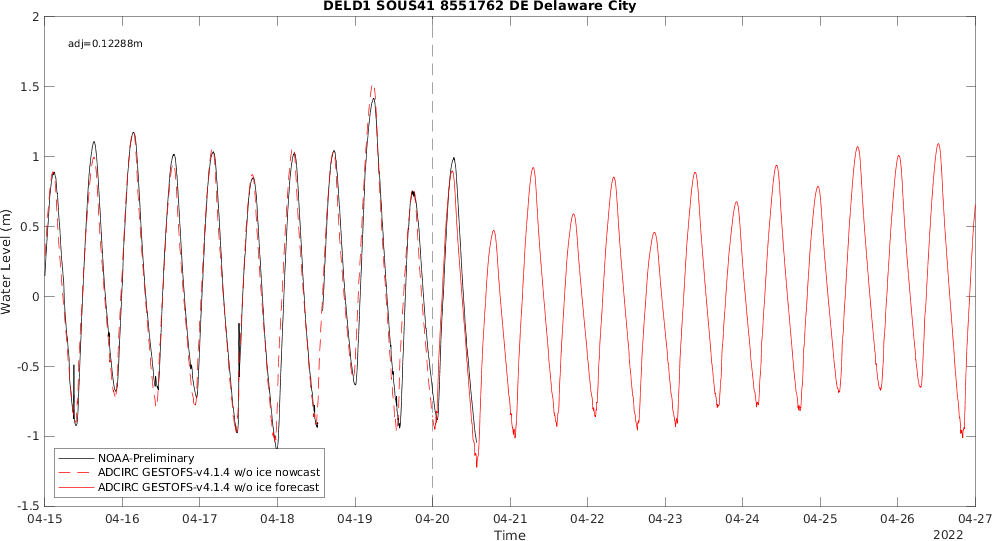 DELD1 SOUS41 8551762 DE Delaware City
adj=0.12288m
2
1.5
1
0.5
0
-0.5
-1
-1.5
Water Level (m)
NOAA-Preliminary
ADCIRC GESTOFS-v4.1.4 w/o ice nowcast
ADCIRC GESTOFS-v4.1.4 w/o ice forecast
04-15 04-16 04-17 04-18 04-19 04-20 04-21 04-22 04-23 04-24 04-25 04-26 04-27
Time
2022